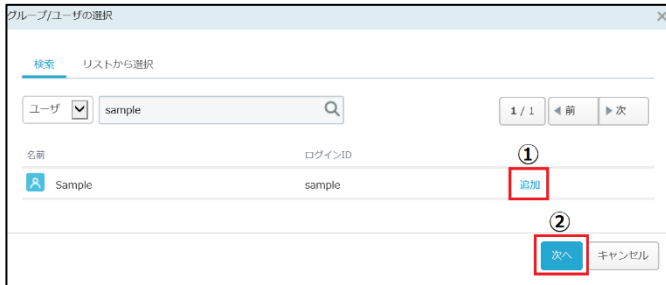 グループ/ユーザの選択
検索 リストから選択
ユーザ sample 1 / 1 前 次
名前 ログインID ①
Sample sample 追加
②
次へ キャンセル